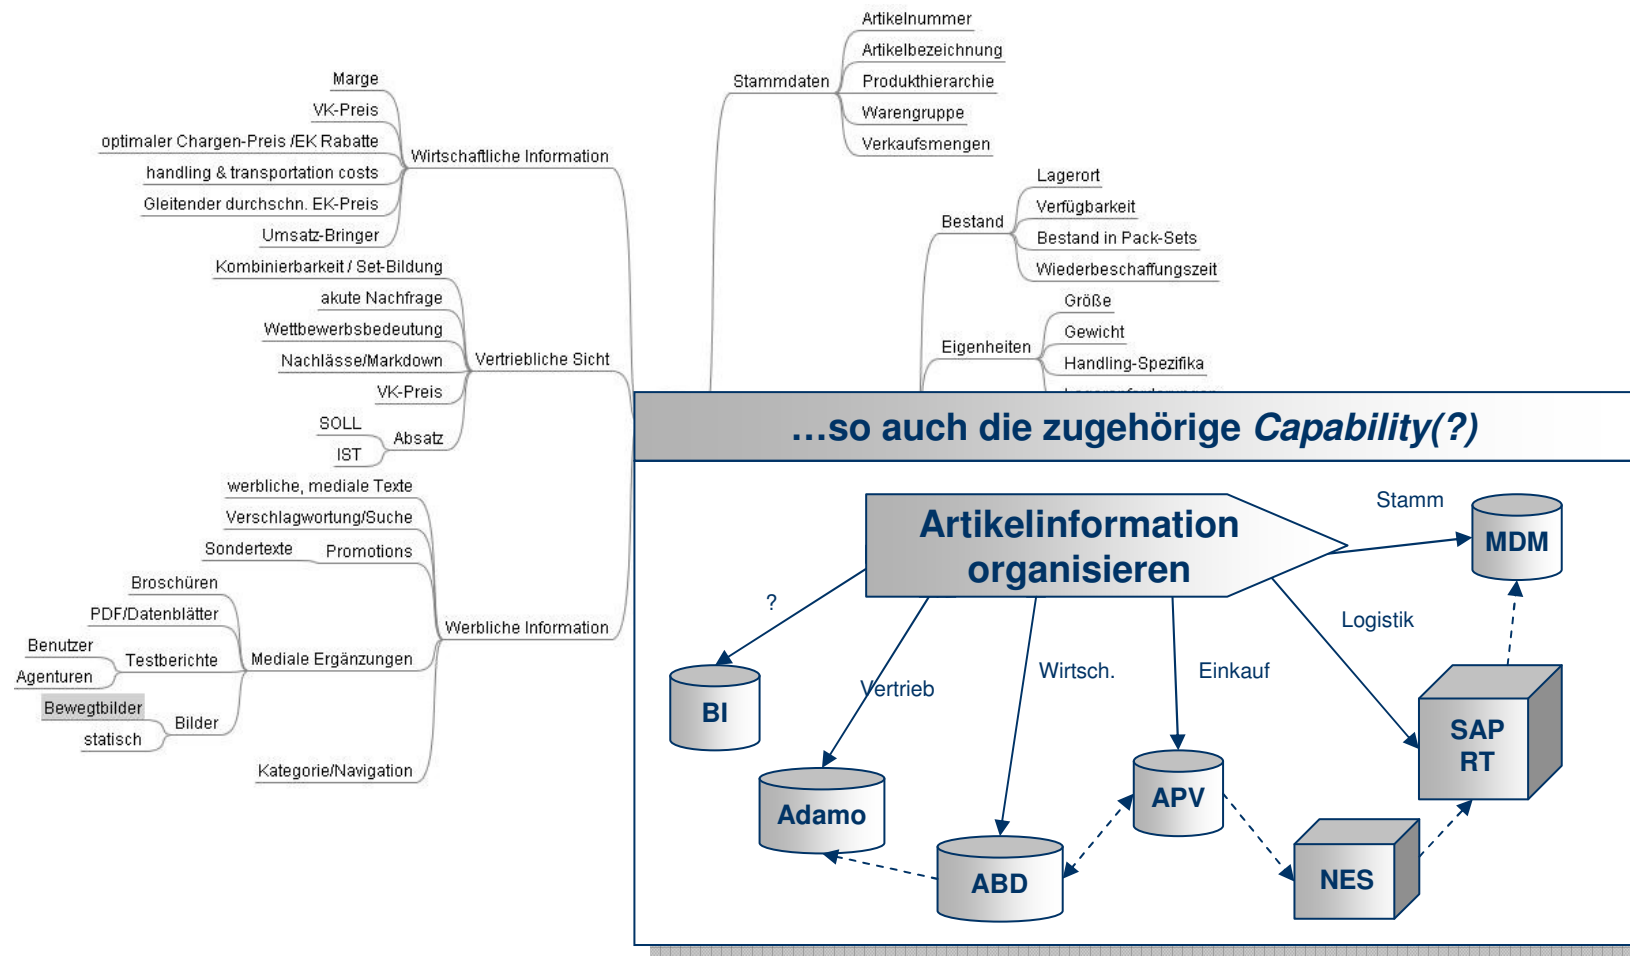 Artikelnummer
Artikelbezeichnung
Stammdaten
Produkthierarchie
Warengruppe
Verkaufsmengen
Marge
VK-Preis
optimaler Chargen-Preis /EK Rabatte
Wirtschaftliche Information
handling & transportation costs
Gleitender durchschn. EK-Preis
Umsatz-Bringer
Lagerort
Verfügbarkeit
Bestand
Bestand in Pack-Sets
Wiederbeschaffungszeit
Kombinierbarkeit / Set-Bildung
akute Nachfrage
Wettbewerbsbedeutung
Nachlässe/Markdown
Vertriebliche Sicht
VK-Preis
SOLL
Absatz
IST
Größe
Gewicht
Eigenheiten
Handling-Spezifika
werbliche, mediale Texte
Verschlagwortung/Suche
Sondertexte
Promotions
Broschüren
PDF/Datenblätter
Werbliche Information
Benutzer
Testberichte
Mediale Ergänzungen
Agenturen
Bewegtbilder
Bilder
statisch
Kategorie/Navigation
...so auch die zugehörige Capability(?)
Artikelinformation
organisieren
Stamm
MDM
?
Logistik
Vertrieb
Wirtsch.
Einkauf
BI
SAP
RT
Adamo
APV
ABD
NES